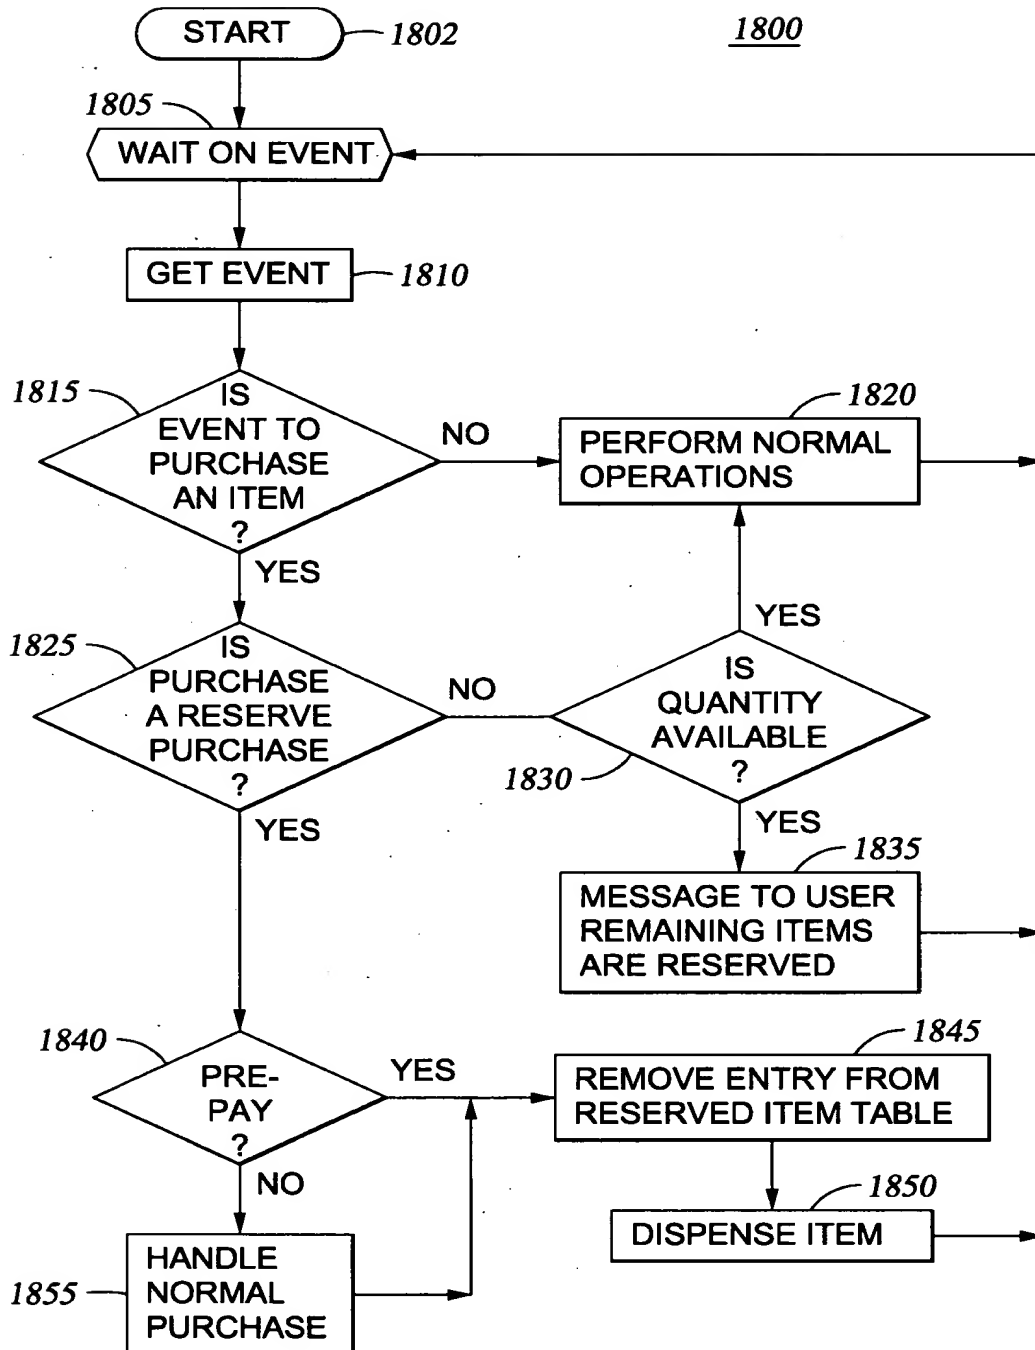 START
1802
1800
1805
WAIT ON EVENT
GET EVENT
1810
1815
IS
EVENT TO
PURCHASE
AN ITEM
?
NO
1820
PERFORM NORMAL
OPERATIONS
YES
1825
IS
PURCHASE
A RESERVE
PURCHASE
?
NO
YES
IS
QUANTITY
AVAILABLE
?
1830
YES
YES
1835
MESSAGE TO USER
REMAINING ITEMS
ARE RESERVED
1840
PRE-
PAY
?
YES
1845
REMOVE ENTRY FROM
RESERVED ITEM TABLE
NO
1850
DISPENSE ITEM
1855
HANDLE
NORMAL
PURCHASE